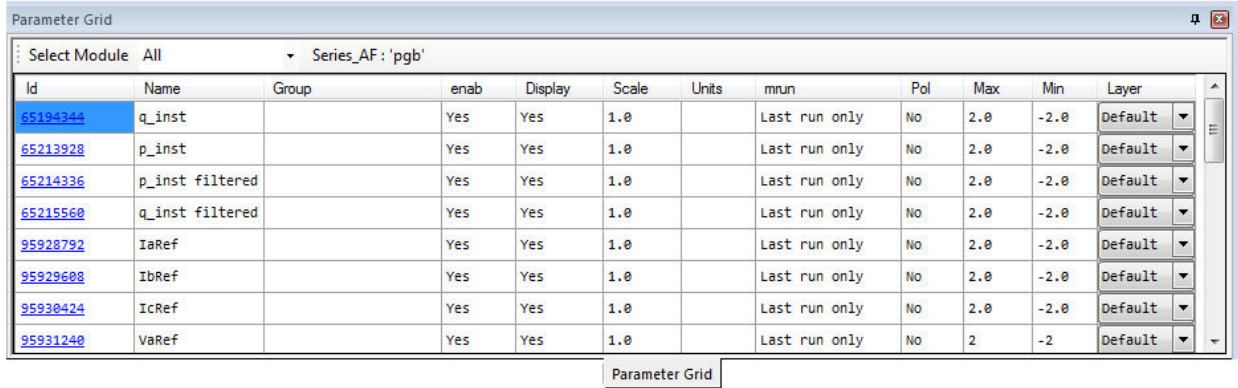 Parameter Grid
Select Module All Series_AF : 'pgb'
Id Name Group enab Display Scale Units mrun Pol Max Min Layer
65194344 q_inst Yes Yes 1.0 Last run only No 2.0 -2.0 Default
65213928 p_inst Yes Yes 1.0 Last run only No 2.0 -2.0 Default
65214336 p_inst filtered Yes Yes 1.0 Last run only No 2.0 -2.0 Default
65215560 q_inst filtered Yes Yes 1.0 Last run only No 2.0 -2.0 Default
95928792 IaRef Yes Yes 1.0 Last run only No 2.0 -2.0 Default
95929608 IbRef Yes Yes 1.0 Last run only No 2.0 -2.0 Default
95930424 IcRef Yes Yes 1.0 Last run only No 2.0 -2.0 Default
95931240 VaRef Yes Yes 1.0 Last run only No 2 -2 Default
Parameter Grid